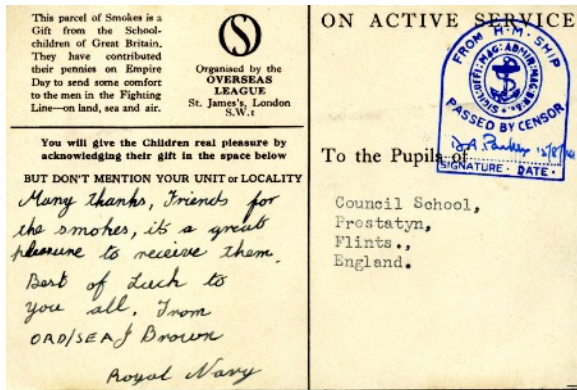 This parcel of Smokes is a
Gift from the School-
children of Great Britain.
They have contributed
their pennies on Empire
Day to send some comfort
to the men in the Fighting
Line—on land, sea and air.
OS
Organised by the
OVERSEAS
LEAGUE
St. James's, London
S.W.1
You will give the Children real pleasure by
acknowledging their gift in the space below
BUT DON'T MENTION YOUR UNIT or LOCALITY
Many thanks, Friends for
the smokes, it's a great
pleasure to receive them.
Best of Luck to
you all. From
ORD/SEA J Brown
Royal Navy
ON ACTIVE SERVICE
FROM H.M. SHIP
PASSED BY CENSOR
SIGNATURE · DATE ·
To the Pupils of
Council School,
Prestatyn,
Flints.,
England.